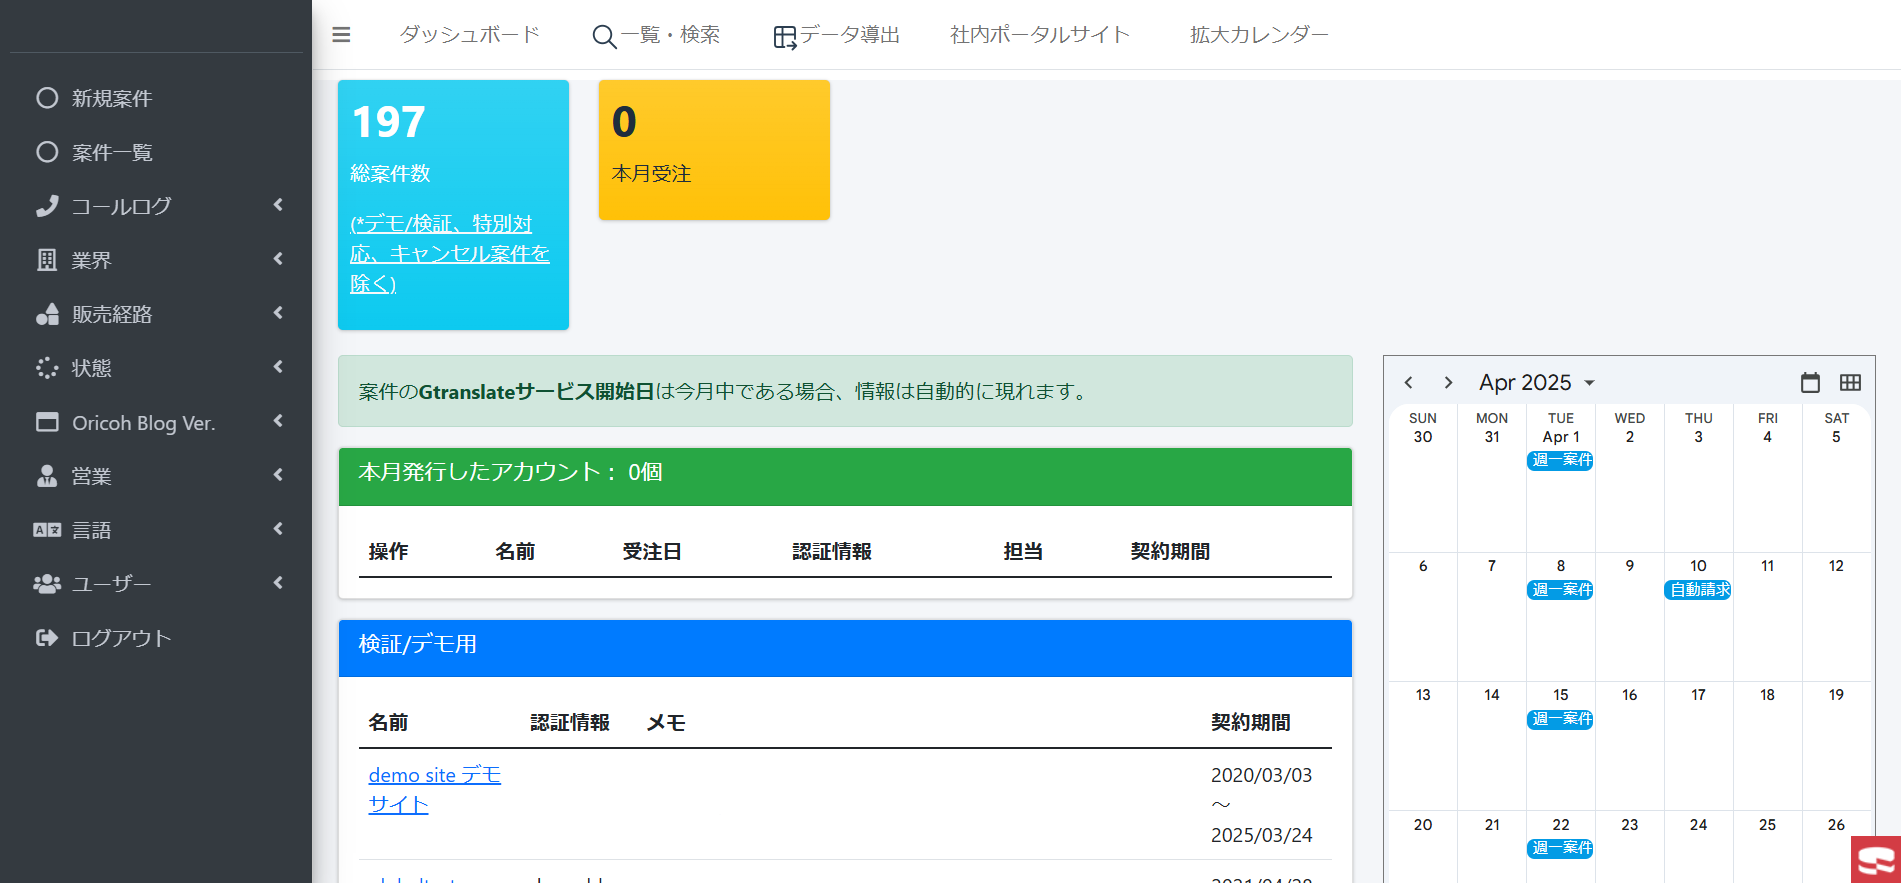 ダッシュボード
一覧・検索
データ導出
社内ポータルサイト
拡大カレンダー
新規案件
案件一覧
コールログ
業界
販売経路
状態
Oricoh Blog Ver.
営業
言語
ユーザー
ログアウト
197
総案件数
(*デモ/検証、特別対
応、キャンセル案件を
除く)
0
本月受注
案件のGtranslateサービス開始日は今月中である場合、情報は自動的に現れます。
本月発行したアカウント： 0個
操作 名前 受注日 認証情報 担当 契約期間
検証/デモ用
名前 認証情報 メモ 契約期間
demo site デモ
サイト
2020/03/03
～
2025/03/24
Apr 2025
SUN MON TUE WED THU FRI SAT
30 31 Apr 1 2 3 4 5
週一案件
6 7 8 9 10 11 12
週一案件 自動請求
13 14 15 16 17 18 19
週一案件
20 21 22 23 24 25 26
週一案件